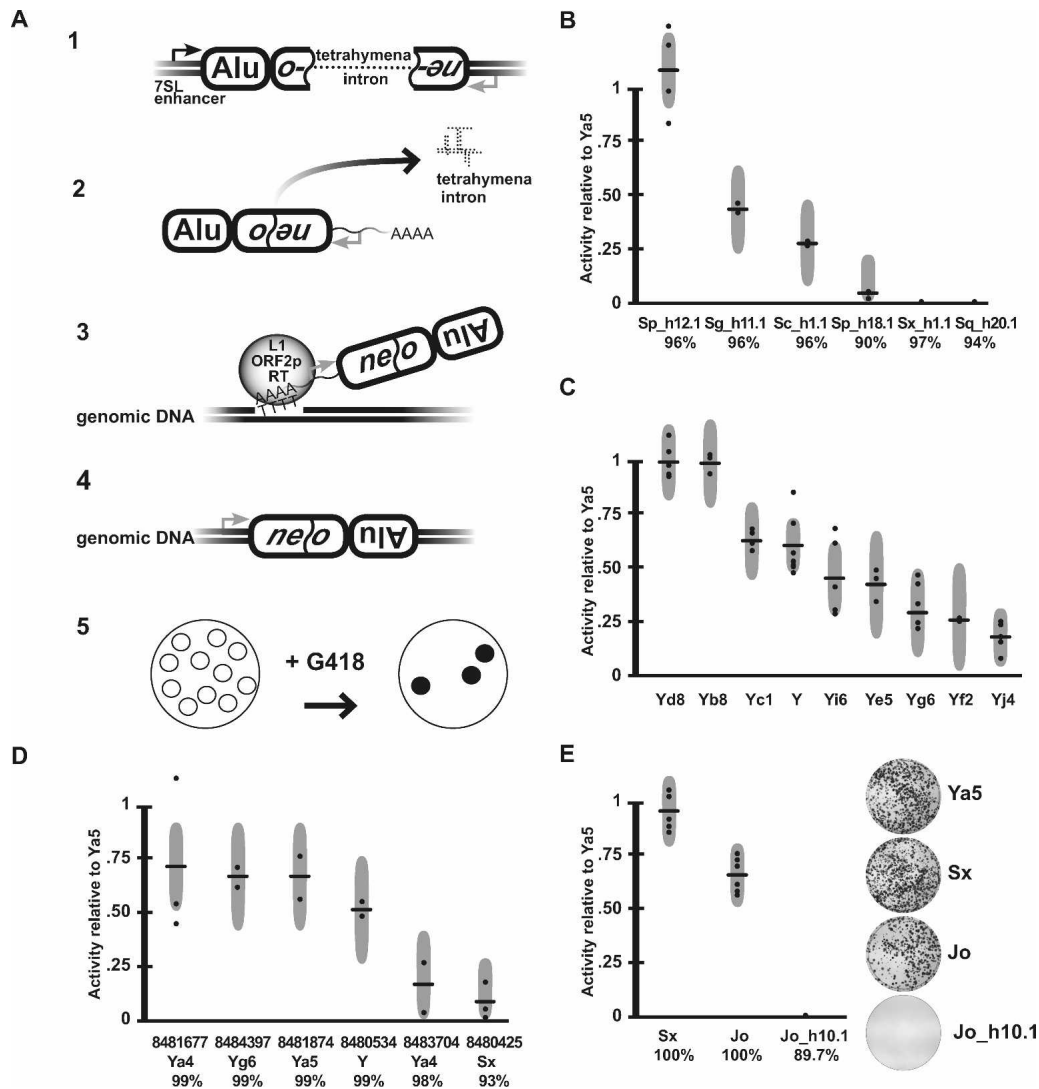 A
1
Alu
o-
tetrahymena
intron
ne-
7SL
enhancer
2
tetrahymena
intron
Alu
o
ne
AAAA
3
L1
ORF2p
RT
AAAA
TTTT
neo
Alu
genomic DNA
4
genomic DNA
neo
Alu
5
+ G418
B
Activity relative to Ya5
1
.75
.50
.25
0
Sp_h12.1 Sg_h11.1 Sc_h1.1 Sp_h18.1 Sx_h1.1 Sq_h20.1
96% 96% 96% 90% 97% 94%
C
Activity relative to Ya5
1
.75
.50
.25
0
Yd8 Yb8 Yc1 Y Yi6 Ye5 Yg6 Yf2 Yj4
D
Activity relative to Ya5
1
.75
.50
.25
0
8481677 8484397 8481874 8480534 8483704 8480425
Ya4 Yg6 Ya5 Y Ya4 Sx
99% 99% 99% 99% 98% 93%
E
Activity relative to Ya5
1
.75
.50
.25
0
Sx Jo Jo_h10.1
100% 100% 89.7%
Ya5
Sx
Jo
Jo_h10.1